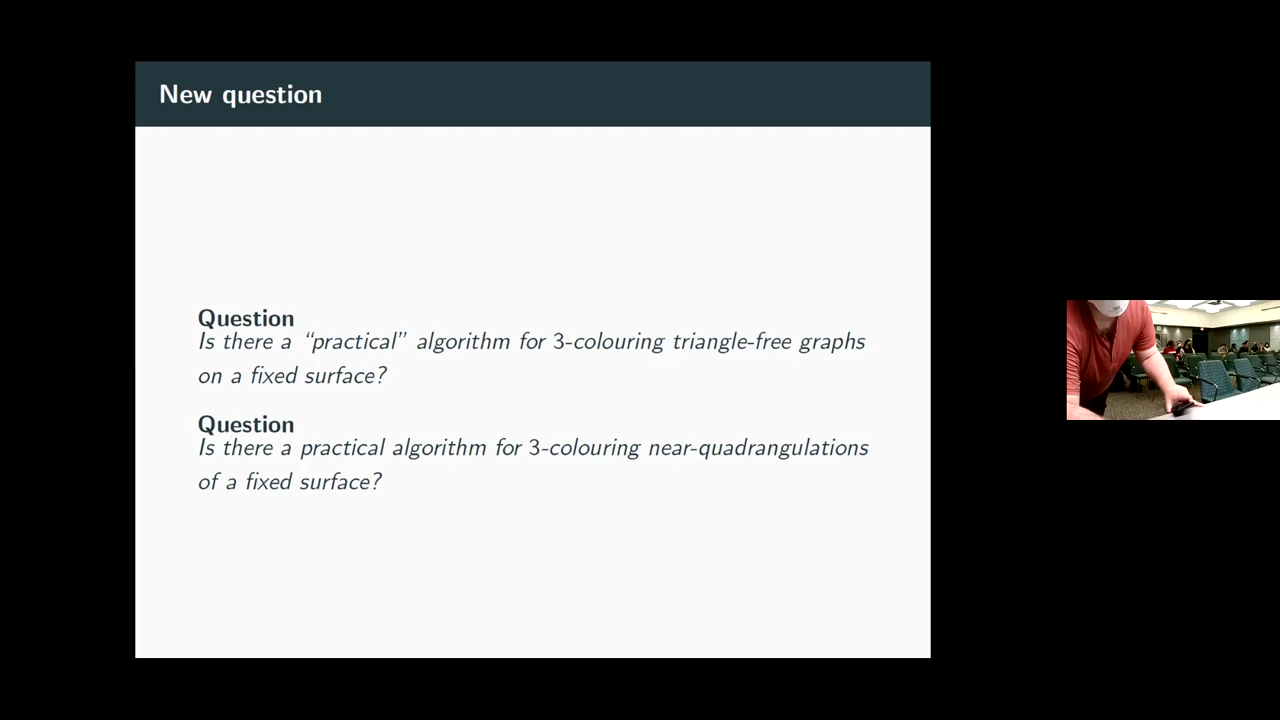 New question
Question
Is there a “practical” algorithm for 3-colouring triangle-free graphs
on a fixed surface?
Question
Is there a practical algorithm for 3-colouring near-quadrangulations
of a fixed surface?